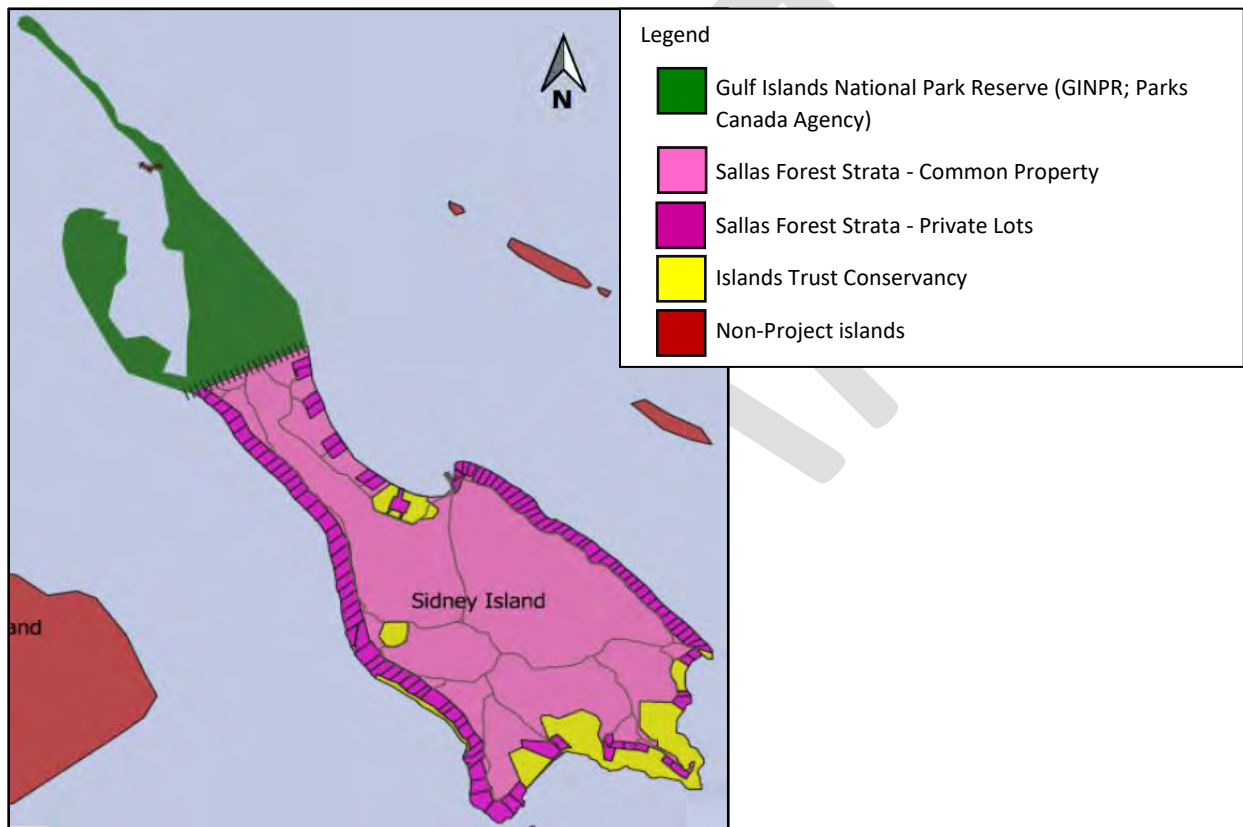 N
Sidney Island
and
Legend
Gulf Islands National Park Reserve (GINPR; Parks
Canada Agency)
Sallas Forest Strata - Common Property
Sallas Forest Strata - Private Lots
Islands Trust Conservancy
Non-Project islands